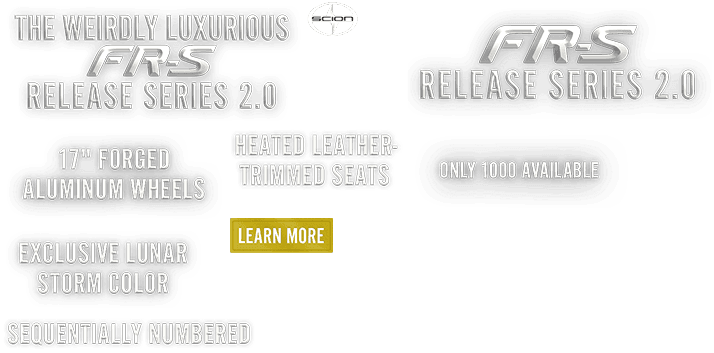 THE WEIRDLY LUXURIOUS
FR-S
RELEASE SERIES 2.0
SCION
FR-S
RELEASE SERIES 2.0
17" FORGED
ALUMINUM WHEELS
HEATED LEATHER-
TRIMMED SEATS
ONLY 1000 AVAILABLE
LEARN MORE
EXCLUSIVE LUNAR
STORM COLOR
SEQUENTIALLY NUMBERED